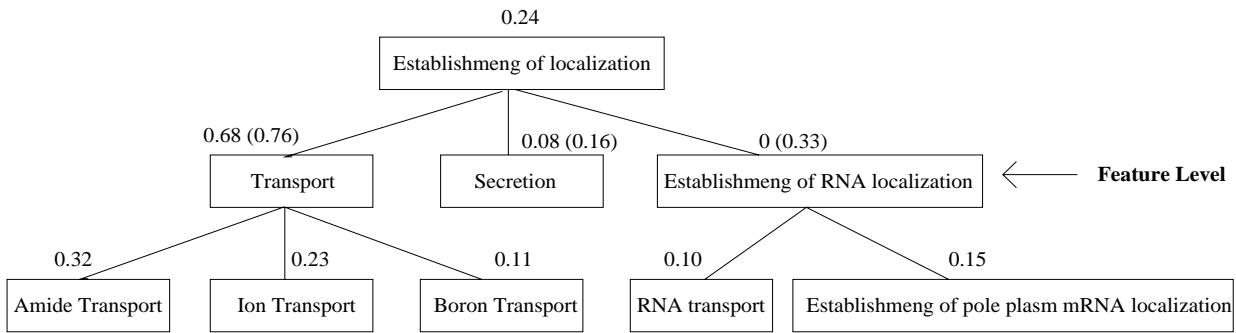 0.24
Establishmeng of localization
0.68 (0.76)
0.08 (0.16)
0 (0.33)
Transport
Secretion
Establishmeng of RNA localization
Feature Level
0.32
0.23
0.11
0.10
0.15
Amide Transport
Ion Transport
Boron Transport
RNA transport
Establishmeng of pole plasm mRNA localization